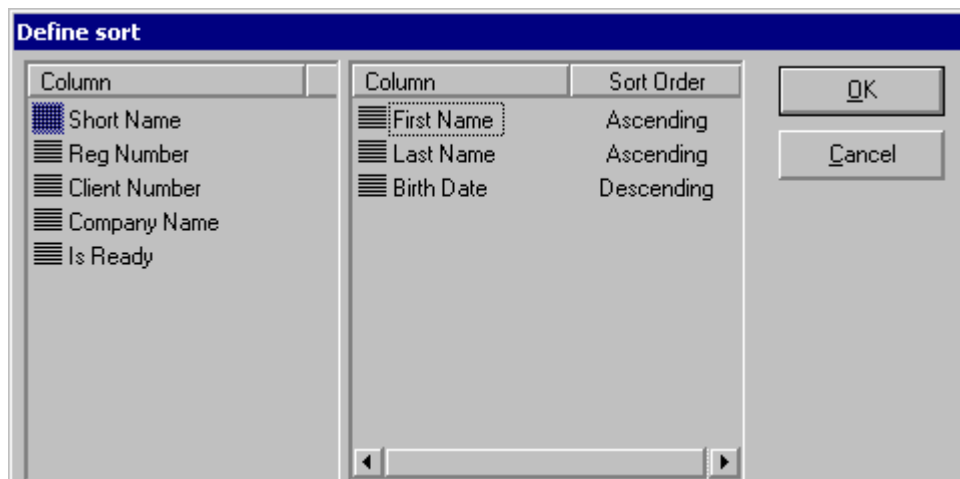 Define sort
Column
Short Name
Reg Number
Client Number
Company Name
Is Ready
Column Sort Order
First Name Ascending
Last Name Ascending
Birth Date Descending
OK
Cancel